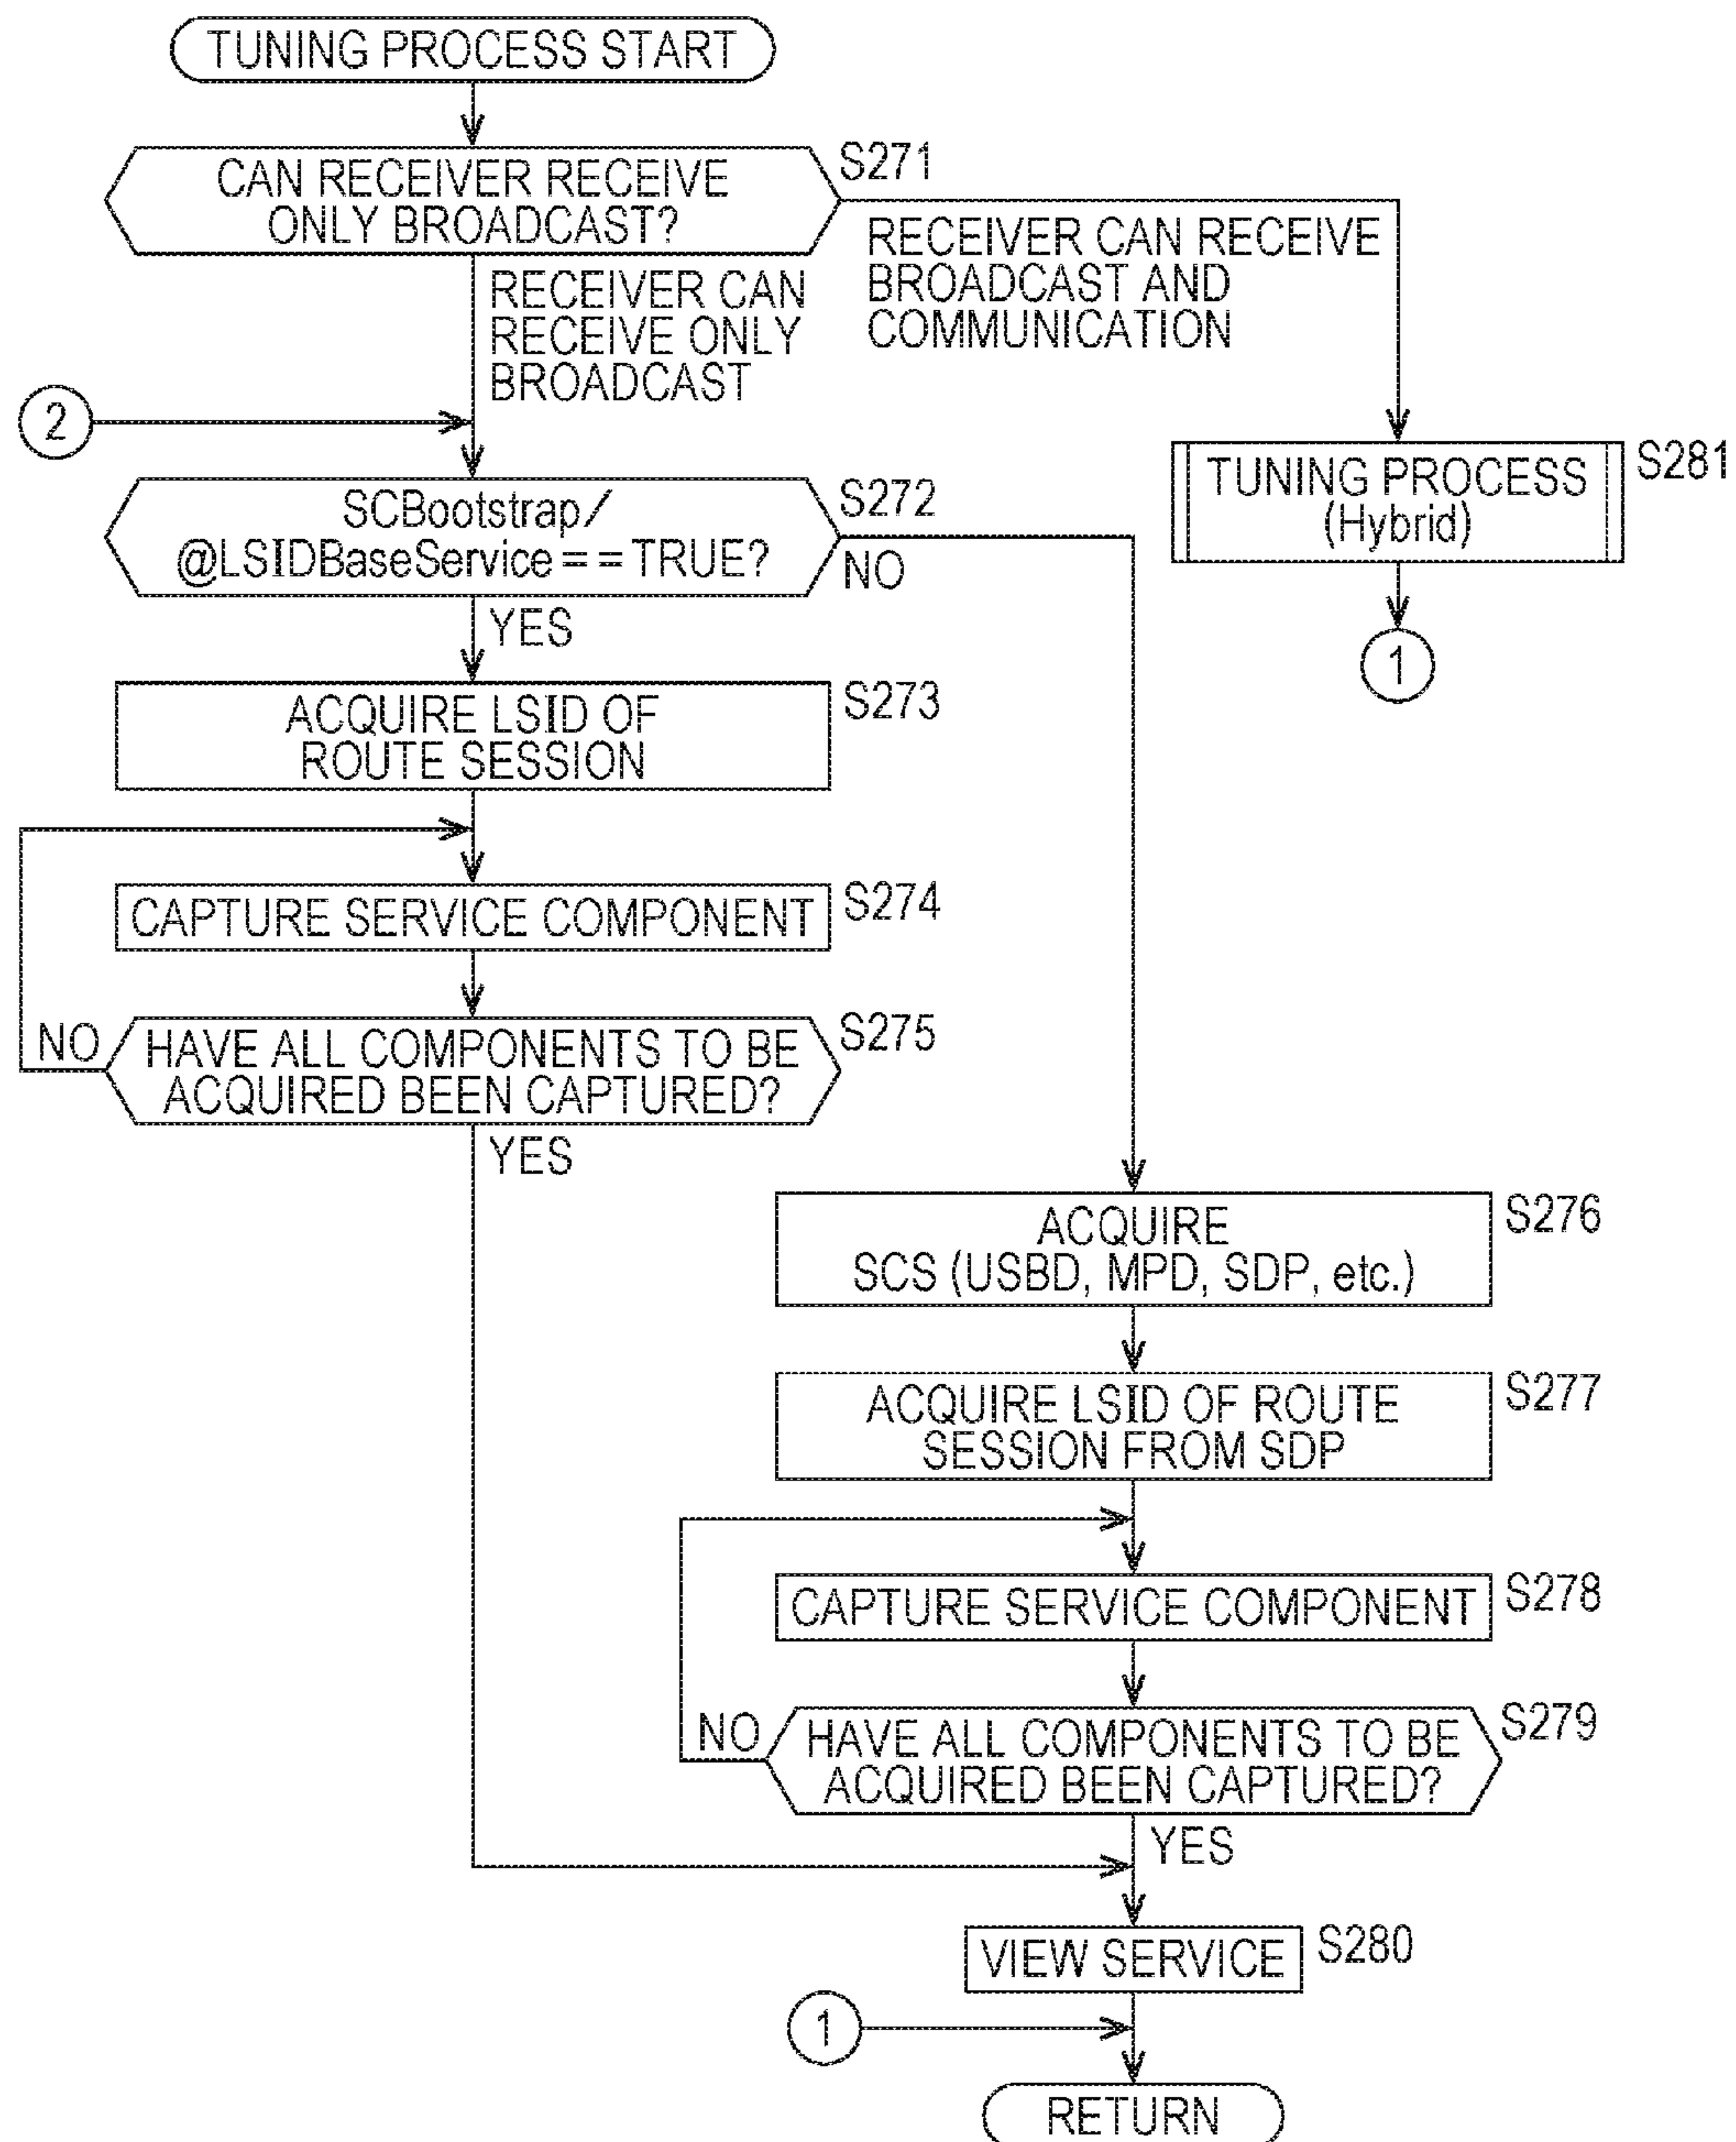 TUNING PROCESS START
CAN RECEIVER RECEIVE
ONLY BROADCAST?
S271
RECEIVER CAN RECEIVE
BROADCAST AND
COMMUNICATION
RECEIVER CAN
RECEIVE ONLY
BROADCAST
2
TUNING PROCESS
(Hybrid)
S281
1
SCBootstrap/
@LSIDBaseService==TRUE?
S272
NO
YES
ACQUIRE LSID OF
ROUTE SESSION
S273
CAPTURE SERVICE COMPONENT
S274
NO
HAVE ALL COMPONENTS TO BE
ACQUIRED BEEN CAPTURED?
S275
YES
ACQUIRE
SCS (USBD, MPD, SDP, etc.)
S276
ACQUIRE LSID OF ROUTE
SESSION FROM SDP
S277
CAPTURE SERVICE COMPONENT
S278
NO
HAVE ALL COMPONENTS TO BE
ACQUIRED BEEN CAPTURED?
S279
YES
VIEW SERVICE
S280
1
RETURN